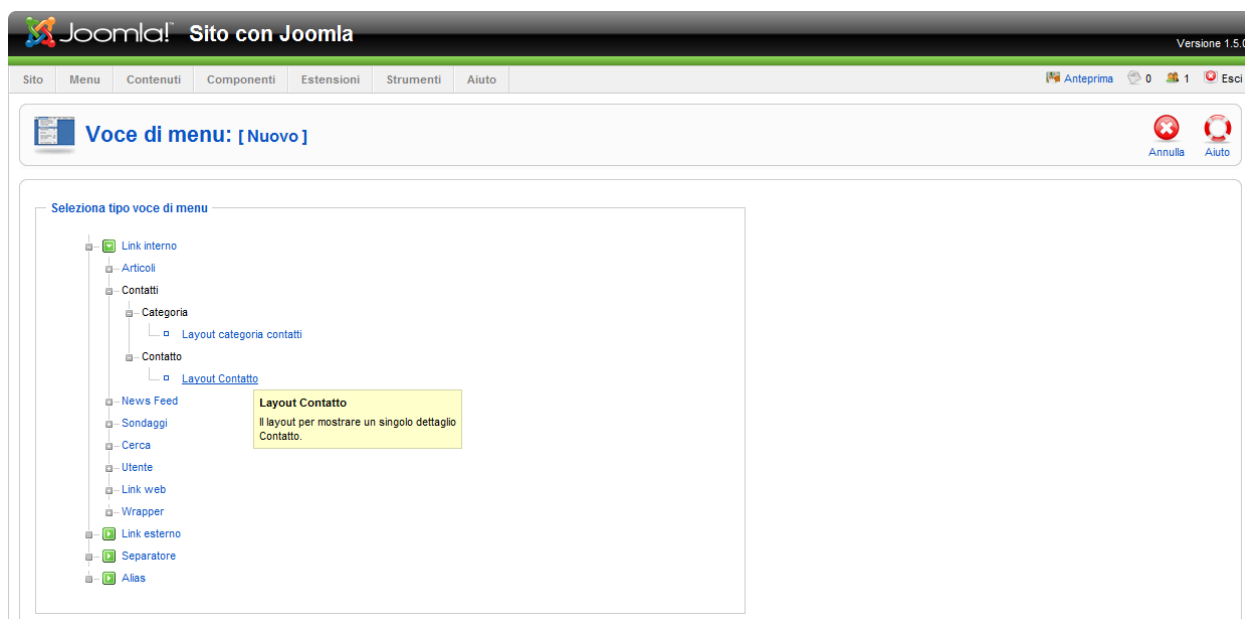 Joomla!™ Sito con Joomla
Versione 1.5.0
Sito Menu Contenuti Componenti Estensioni Strumenti Aiuto Anteprima 0 1 Esci
Voce di menu: [ Nuovo ]
Annulla Aiuto
Seleziona tipo voce di menu
Link interno
Articoli
Contatti
Categoria
Layout categoria contatti
Contatto
Layout Contatto
News Feed
Layout Contatto
Il layout per mostrare un singolo dettaglio
Contatto.
Sondaggi
Cerca
Utente
Link web
Wrapper
Link esterno
Separatore
Alias